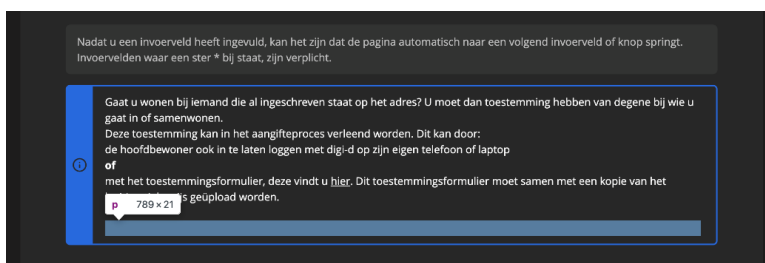 Nadat u een invoerveld heeft ingevuld, kan het zijn dat de pagina automatisch naar een volgend invoerveld of knop springt.
Invoervelden waar een ster * bij staat, zijn verplicht.
Gaat u wonen bij iemand die al ingeschreven staat op het adres? U moet dan toestemming hebben van degene bij wie u
gaat in of samenwonen.
Deze toestemming kan in het aangifteproces verleend worden. Dit kan door:
de hoofdbewoner ook in te laten loggen met digi-d op zijn eigen telefoon of laptop
of
met het toestemmingsformulier, deze vindt u hier. Dit toestemmingsformulier moet samen met een kopie van het
geüpload worden.
p 789 × 21